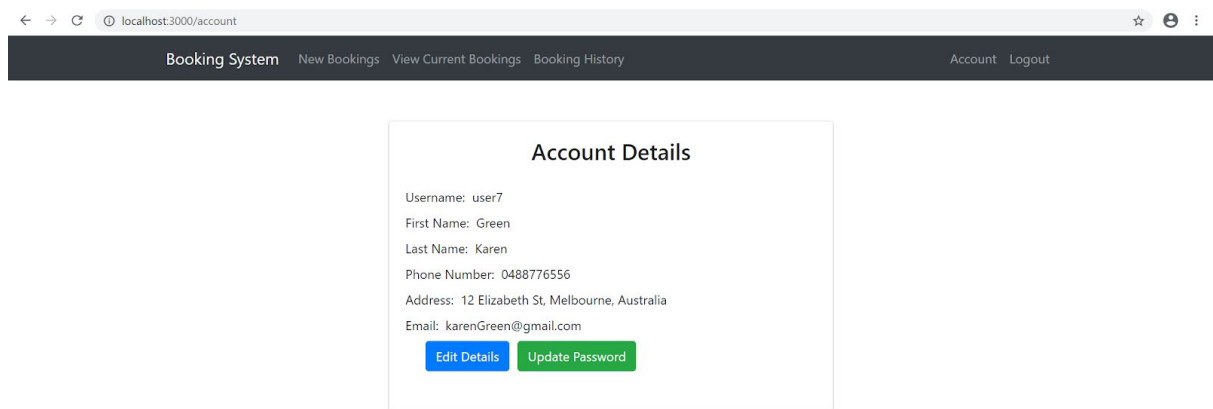 localhost:3000/account
Booking System New Bookings View Current Bookings Booking History Account Logout
Account Details
Username: user7
First Name: Green
Last Name: Karen
Phone Number: 0488776556
Address: 12 Elizabeth St, Melbourne, Australia
Email: karenGreen@gmail.com
Edit Details Update Password